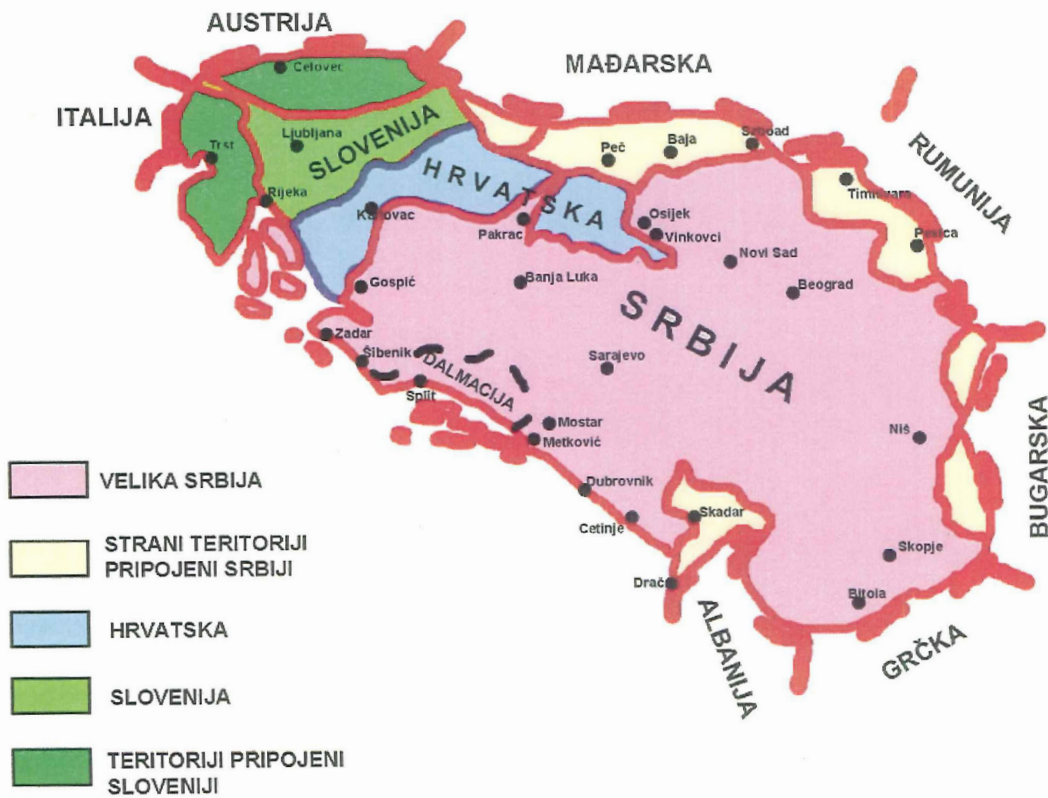 AUSTRIJA
MAĐARSKA
ITALIJA
RUMUNIJA
Celovec
Ljubljana
SLOVENIJA
Trst
Rijeka
HRVATSKA
Karlovac
Pakrac
Peč
Baja
Osijek
Vinkovci
Novi Sad
Beograd
Gospić
Banja Luka
SRBIJA
Zadar
Šibenik
DALMACIJA
Split
Sarajevo
Mostar
Metković
Niš
BUGARSKA
Dubrovnik
Cetinje
Skadar
Skopje
Drač
Bitola
ALBANIJA
GRČKA
VELIKA SRBIJA
STRANI TERITORIJI
PRIPOJENI SRBIJI
HRVATSKA
SLOVENIJA
TERITORIJI PRIPOJENI
SLOVENIJI